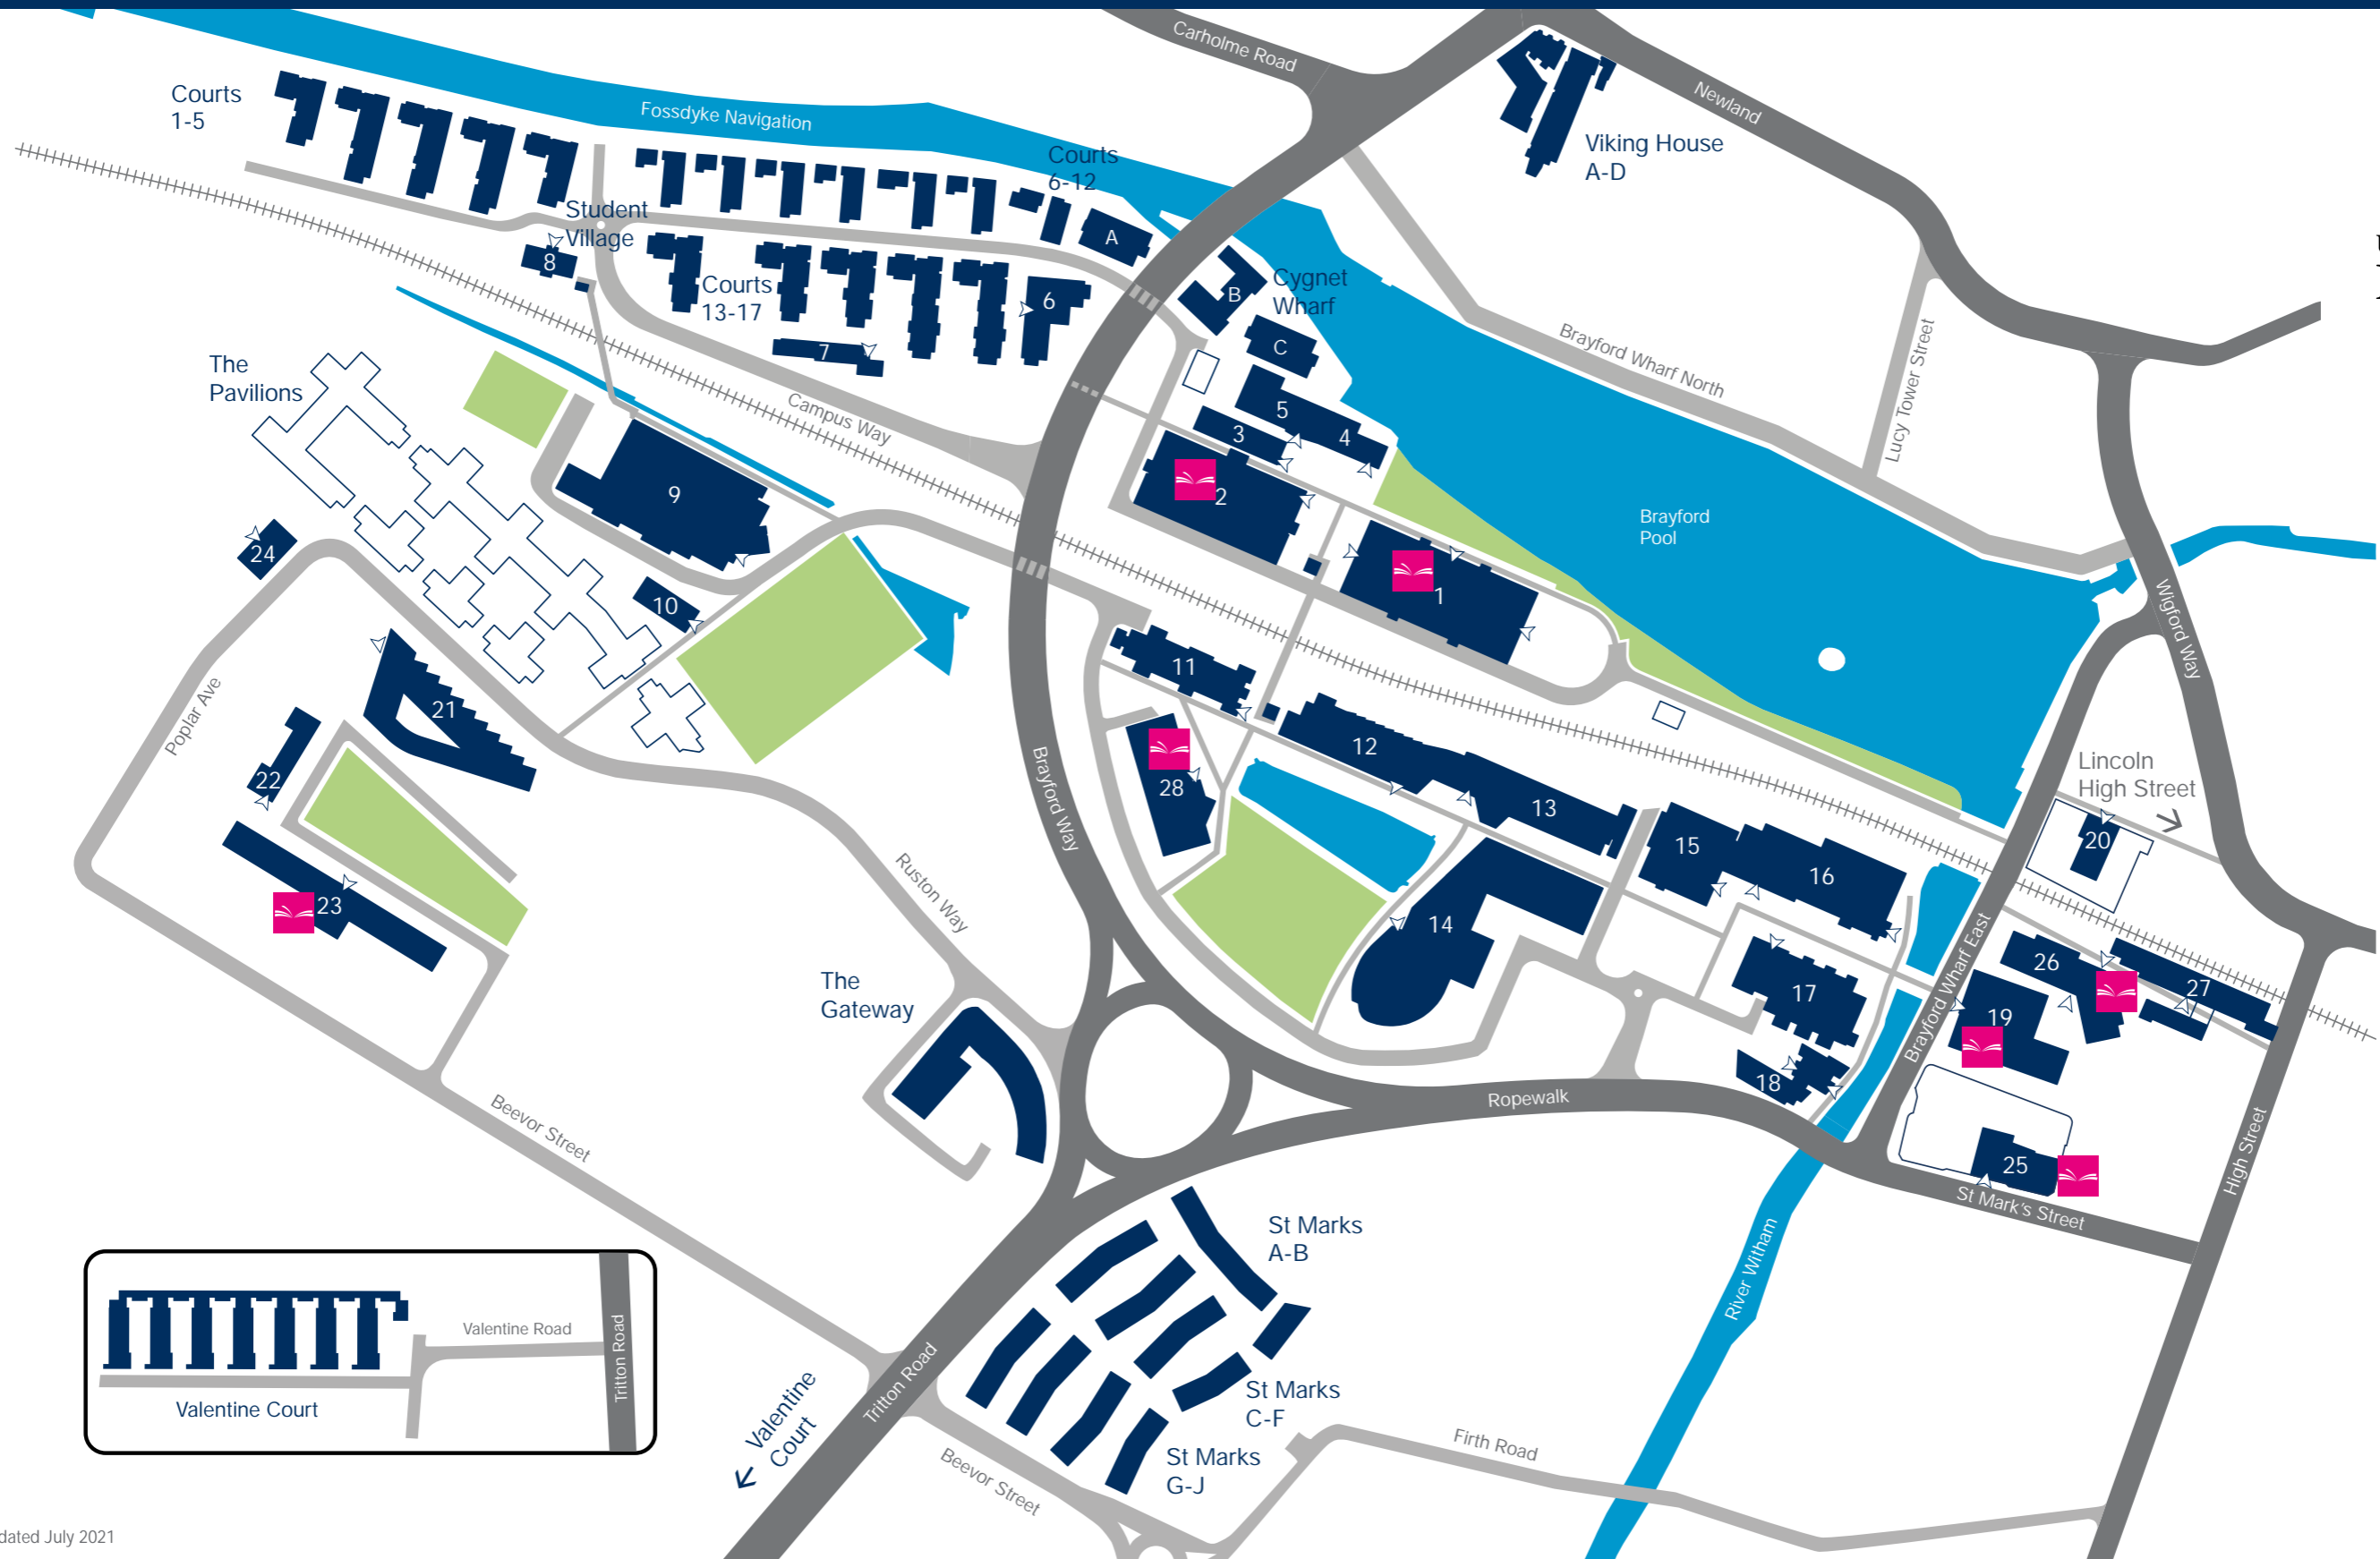 Carholme Road
Newland
Courts
1-5
Fossdyke Navigation
Courts
6-12
Viking House
A-D
Student
Village
A
8
Courts
13-17
6
B
Cygnet
Wharf
7
C
Brayford Wharf North
Lucy Tower Street
The
Pavilions
Campus Way
5
3
4
9
2
Brayford
Pool
24
10
1
Wigford Way
11
Poplar Ave
21
22
12
28
Brayford Way
13
Lincoln
High Street
20
15
16
Ruston Way
23
14
26
27
The
Gateway
17
19
Brayford Wharf East
18
Ropewalk
Beevor Street
25
High Street
St Mark's Street
St Marks
A-B
River Witham
Valentine Road
Tritton Road
Valentine Court
Tritton Road
Valentine
Court
St Marks
C-F
St Marks
G-J
Firth Road
Beevor Street
dated July 2021